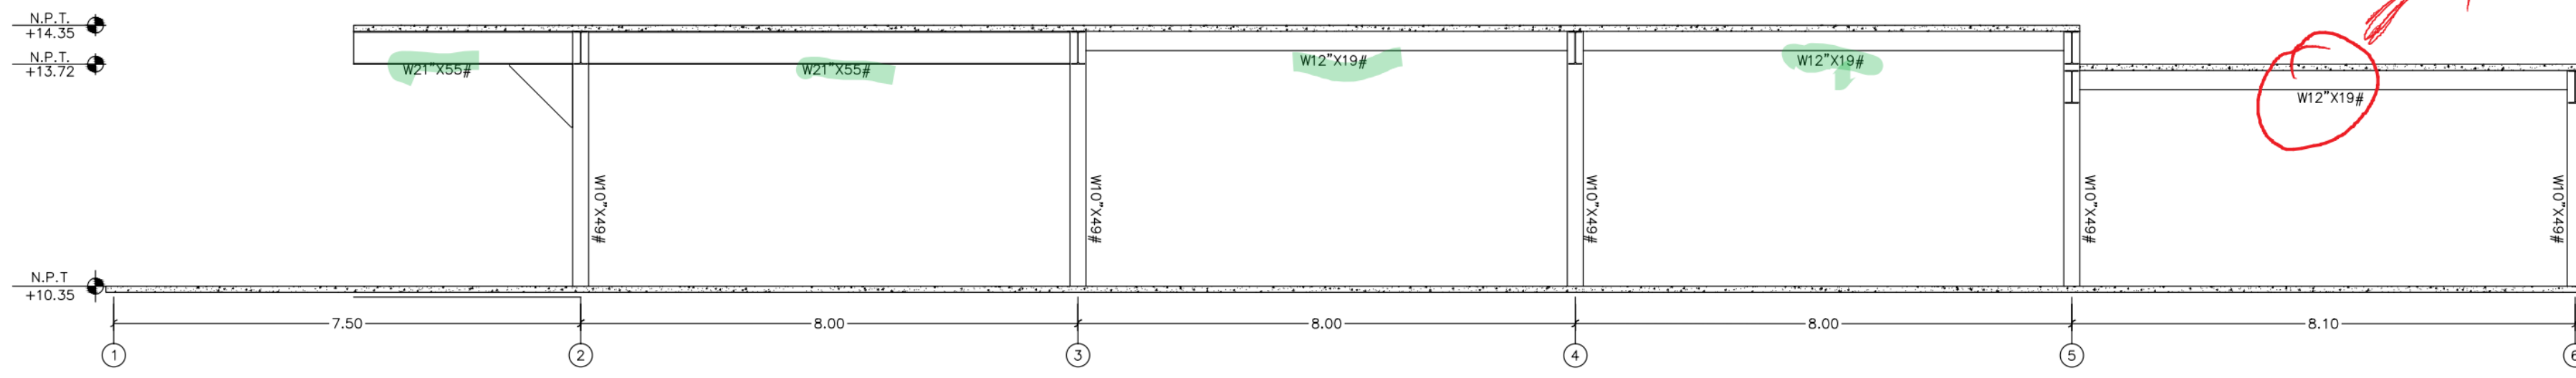 N.P.T.
+14.35
N.P.T.
+13.72
W21"X55#
W21"X55#
W12"X19#
W12"X19#
W12"X19#
W10"X49#
W10"X49#
W10"X49#
W10"X49#
W10"X49#
N.P.T
+10.35
7.50
8.00
8.00
8.00
8.10
1
2
3
4
5
6